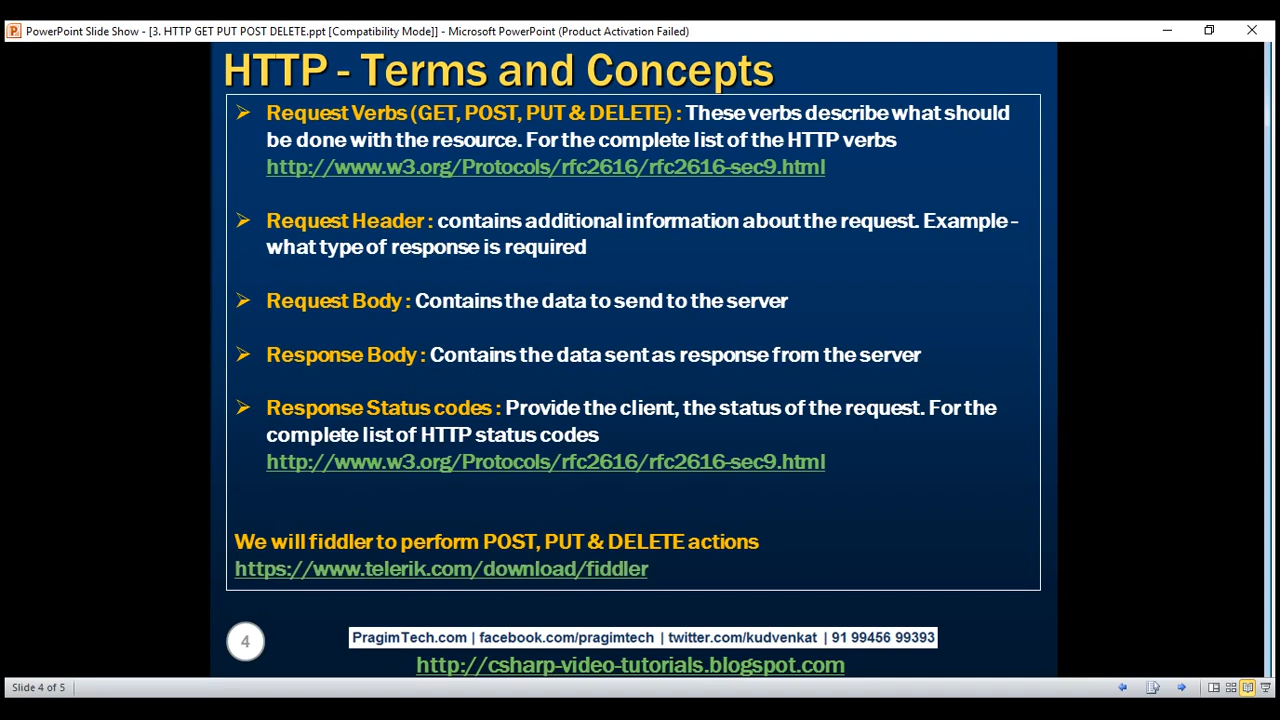 PowerPoint Slide Show - [3. HTTP GET PUT POST DELETE.ppt [Compatibility Mode]] - Microsoft PowerPoint (Product Activation Failed)
HTTP - Terms and Concepts
Request Verbs (GET, POST, PUT & DELETE) : These verbs describe what should
be done with the resource. For the complete list of the HTTP verbs
http://www.w3.org/Protocols/rfc2616/rfc2616-sec9.html
Request Header : contains additional information about the request. Example -
what type of response is required
Request Body : Contains the data to send to the server
Response Body : Contains the data sent as response from the server
Response Status codes : Provide the client, the status of the request. For the
complete list of HTTP status codes
http://www.w3.org/Protocols/rfc2616/rfc2616-sec9.html
We will fiddler to perform POST, PUT & DELETE actions
https://www.telerik.com/download/fiddler
4
PragimTech.com | facebook.com/pragimtech | twitter.com/kudvenkat | 91 99456 99393
http://csharp-video-tutorials.blogspot.com
Slide 4 of 5